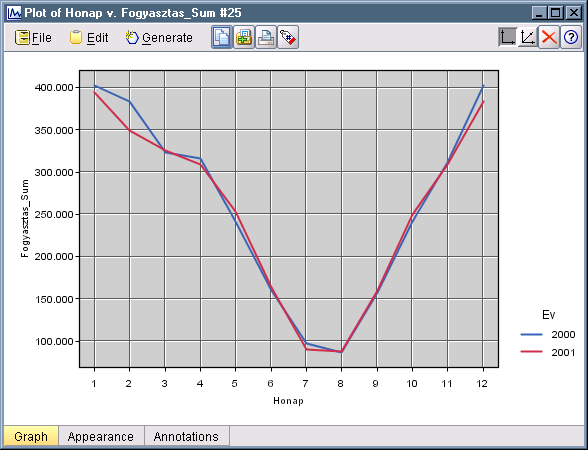 Plot of Honap v. Fogyasztas_Sum #25
File Edit Generate
400.000
350.000
300.000
250.000
200.000
150.000
100.000
Fogyasztas_Sum
1 2 3 4 5 6 7 8 9 10 11 12
Honap
Ev
2000
2001
Graph Appearance Annotations